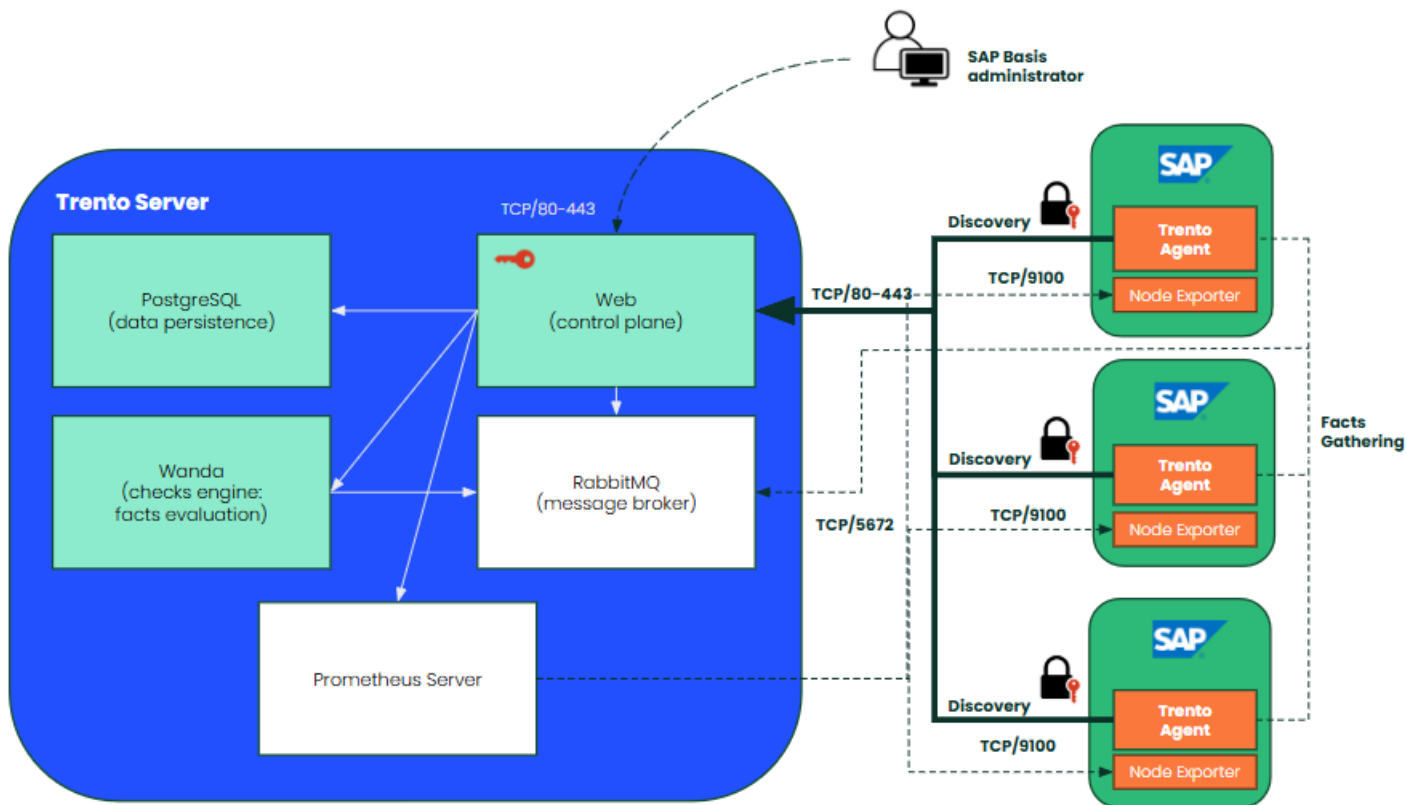 SAP Basis
administrator
Trento Server
TCP/80-443
PostgreSQL
(data persistence)
Web
(control plane)
Wanda
(checks engine:
facts evaluation)
RabbitMQ
(message broker)
Prometheus Server
TCP/80-443
TCP/5672
SAP
Discovery
Trento
Agent
TCP/9100
Node Exporter
SAP
Discovery
Trento
Agent
TCP/9100
Node Exporter
Facts
Gathering
SAP
Discovery
Trento
Agent
TCP/9100
Node Exporter